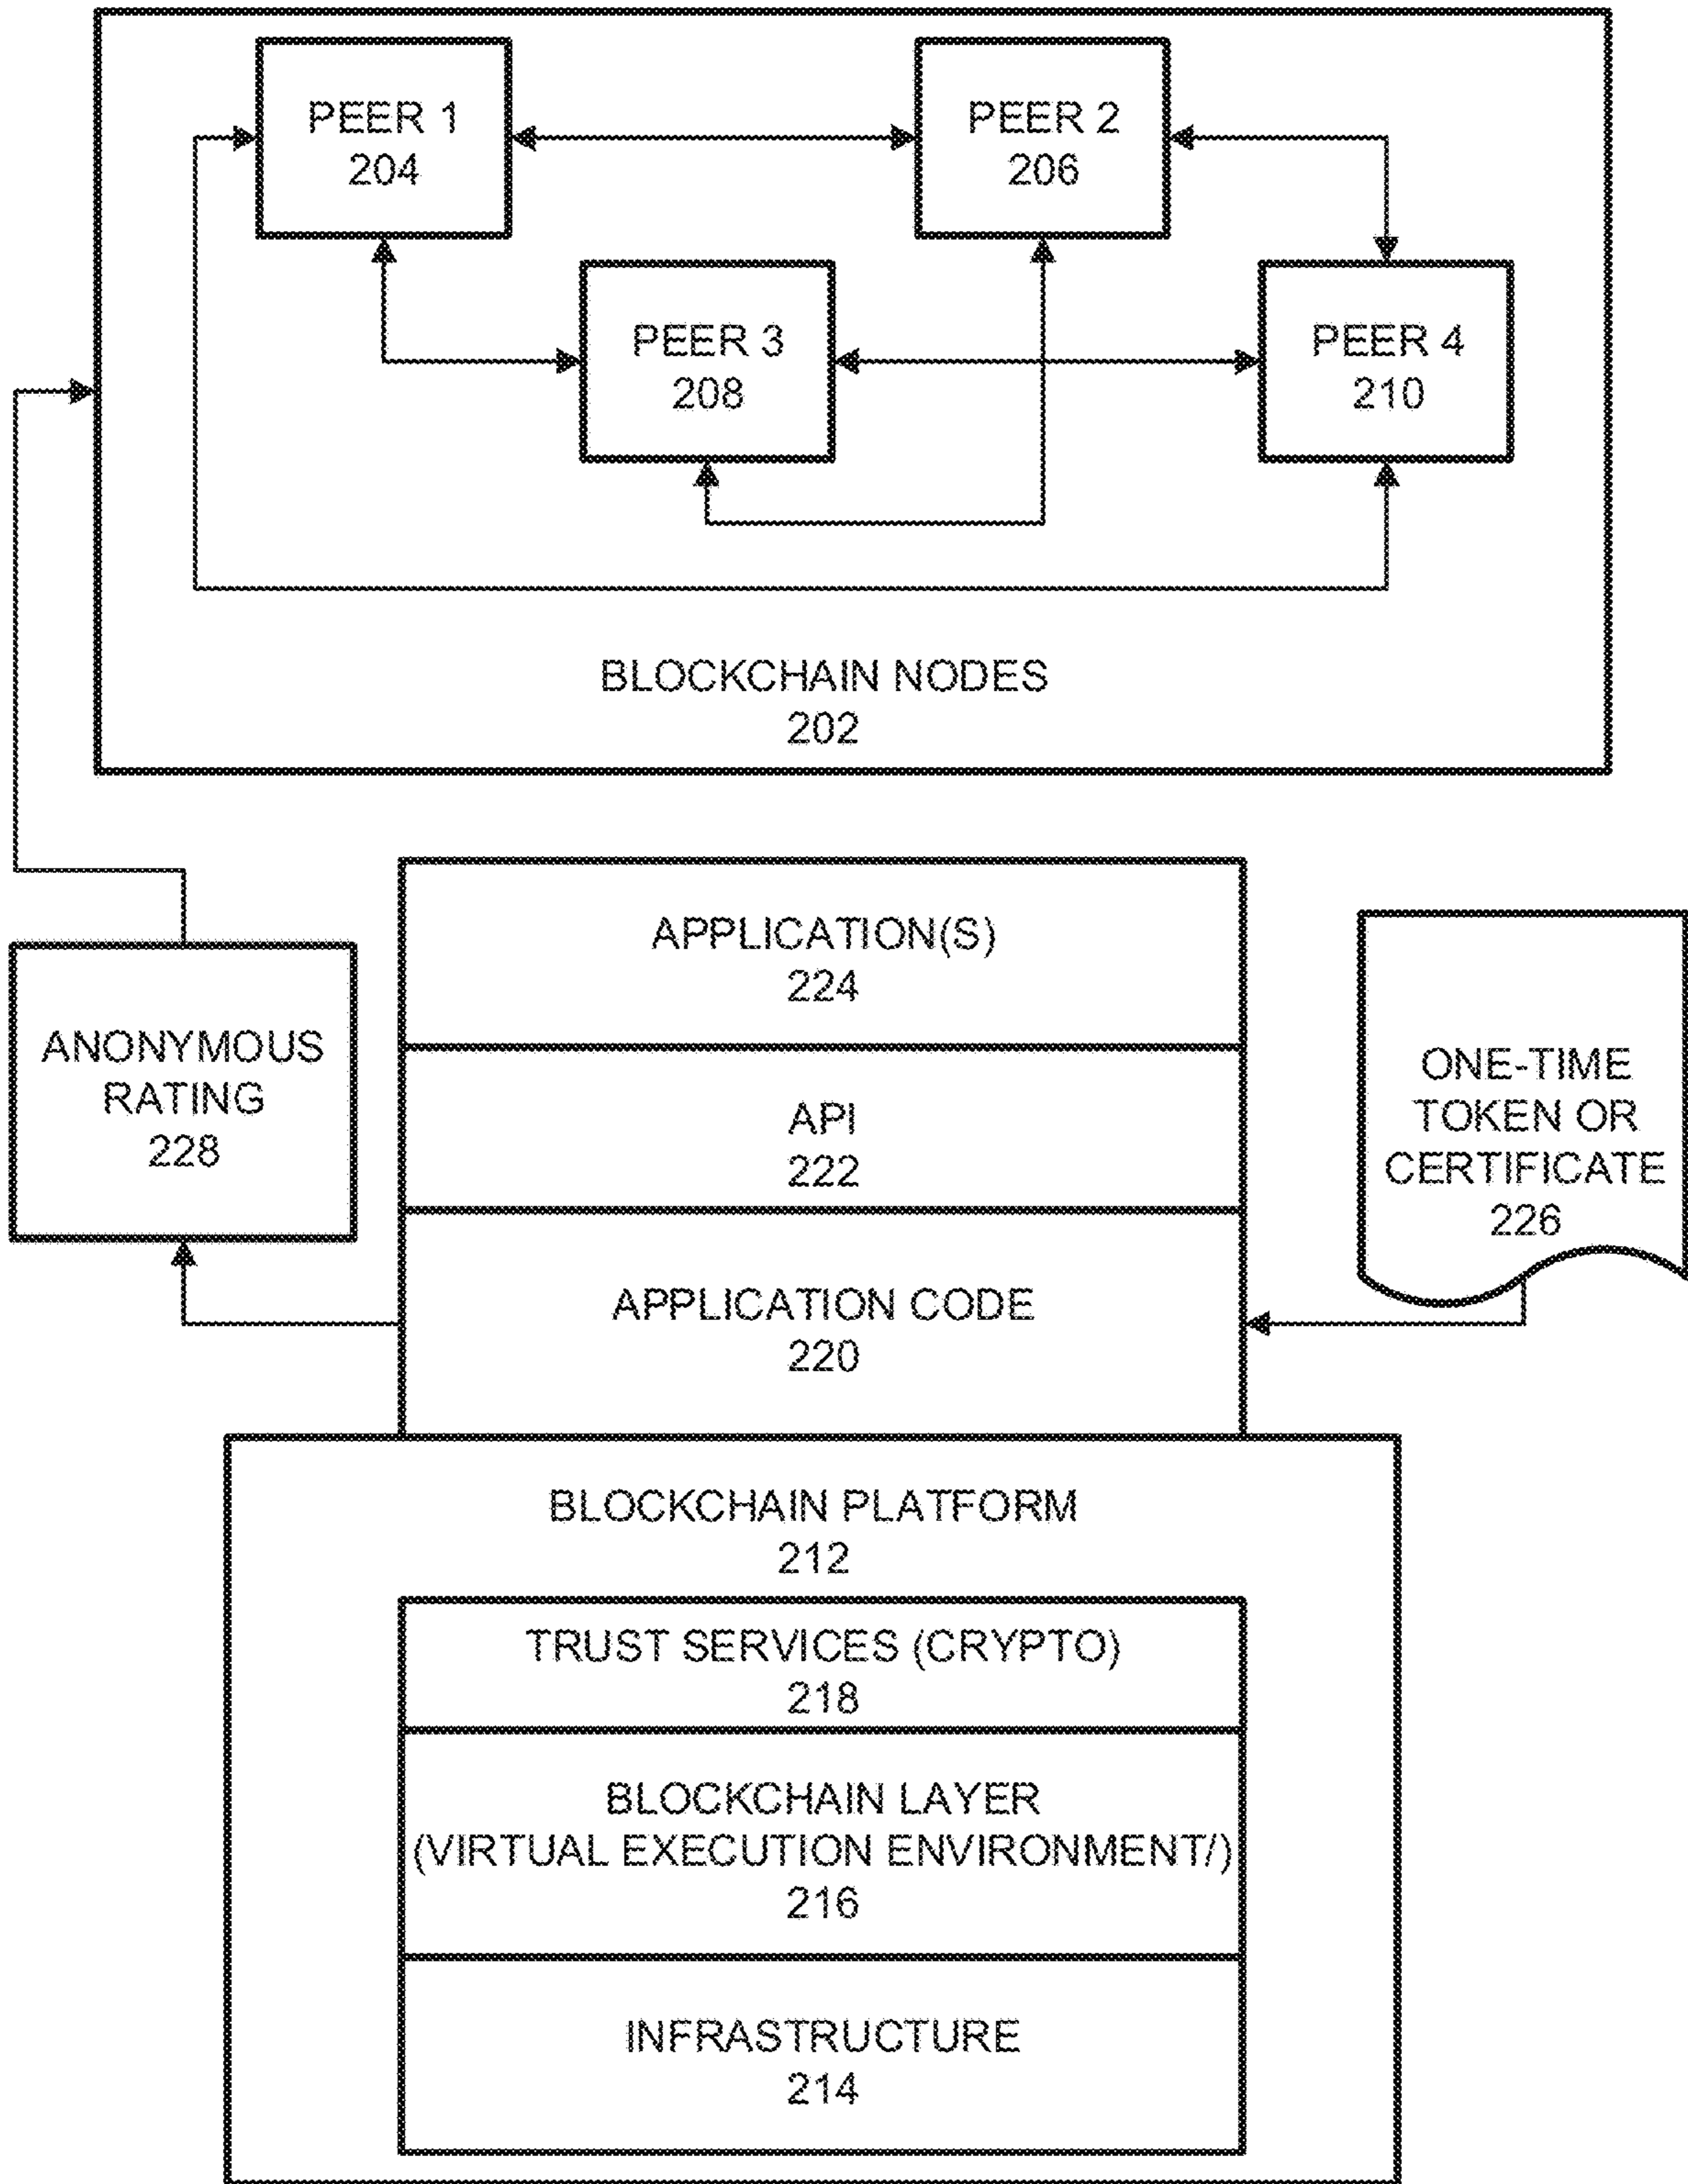 PEER 1
204
PEER 2
206
PEER 3
208
PEER 4
210
BLOCKCHAIN NODES
202
APPLICATION(S)
224
ANONYMOUS
RATING
228
API
222
ONE-TIME
TOKEN OR
CERTIFICATE
226
APPLICATION CODE
220
BLOCKCHAIN PLATFORM
212
TRUST SERVICES (CRYPTO)
218
BLOCKCHAIN LAYER
(VIRTUAL EXECUTION ENVIRONMENT/)
216
INFRASTRUCTURE
214